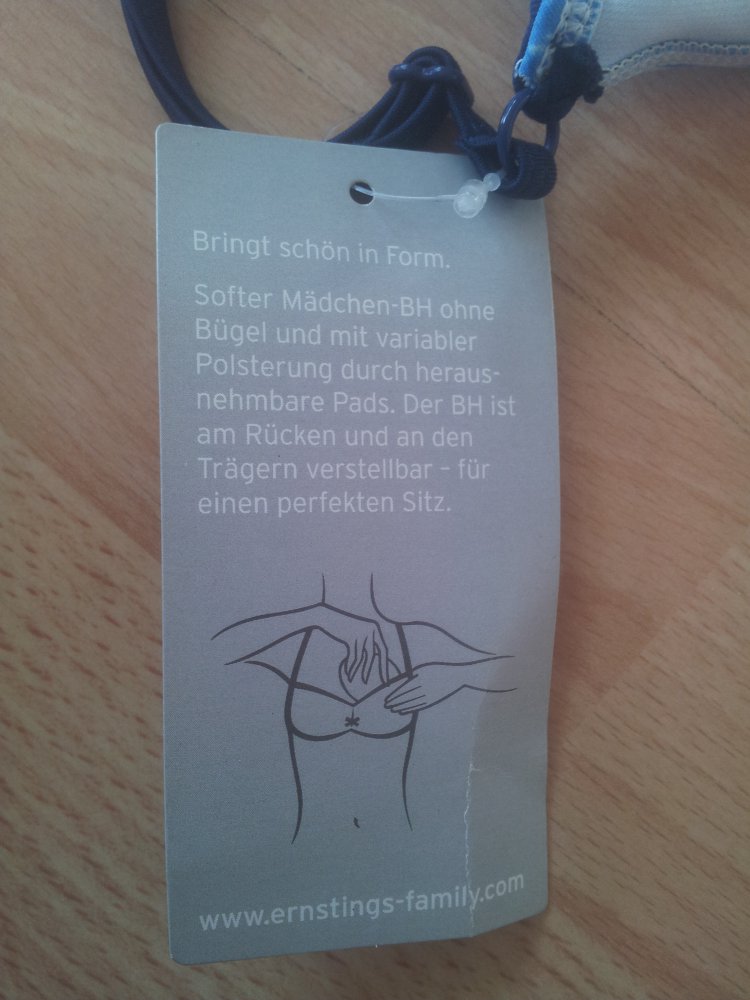 Bringt schön in Form.
Softer Mädchen-BH ohne
Bügel und mit variabler
Polsterung durch heraus-
nehmbare Pads. Der BH ist
am Rücken und an den
Trägern verstellbar – für
einen perfekten Sitz.
www.ernstings-family.com